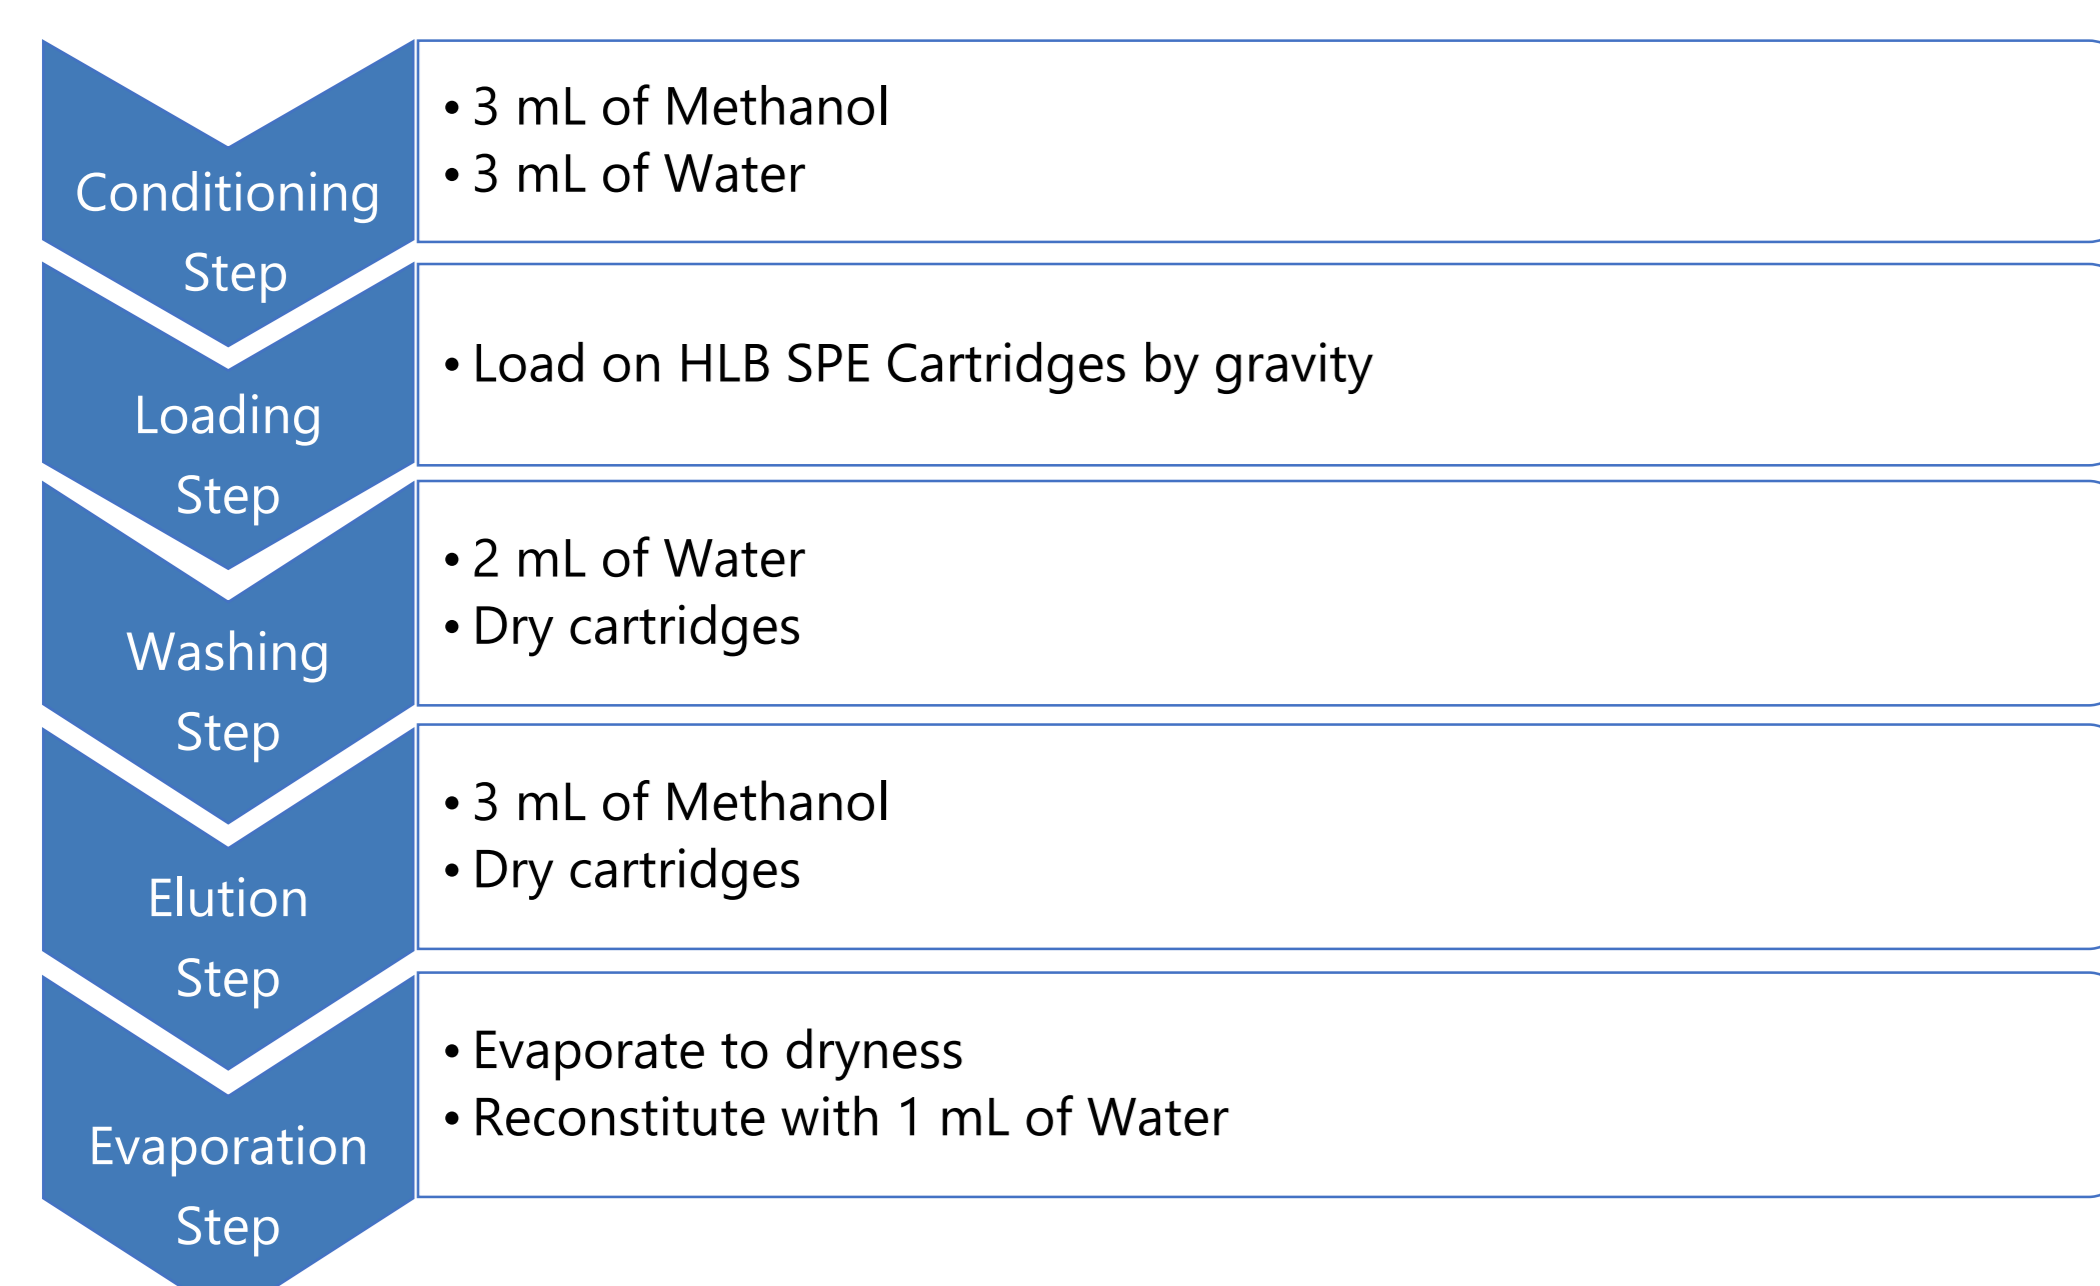 Conditioning
Step
• 3 mL of Methanol
• 3 mL of Water
Loading
Step
• Load on HLB SPE Cartridges by gravity
Washing
Step
• 2 mL of Water
• Dry cartridges
Elution
Step
• 3 mL of Methanol
• Dry cartridges
Evaporation
Step
• Evaporate to dryness
• Reconstitute with 1 mL of Water